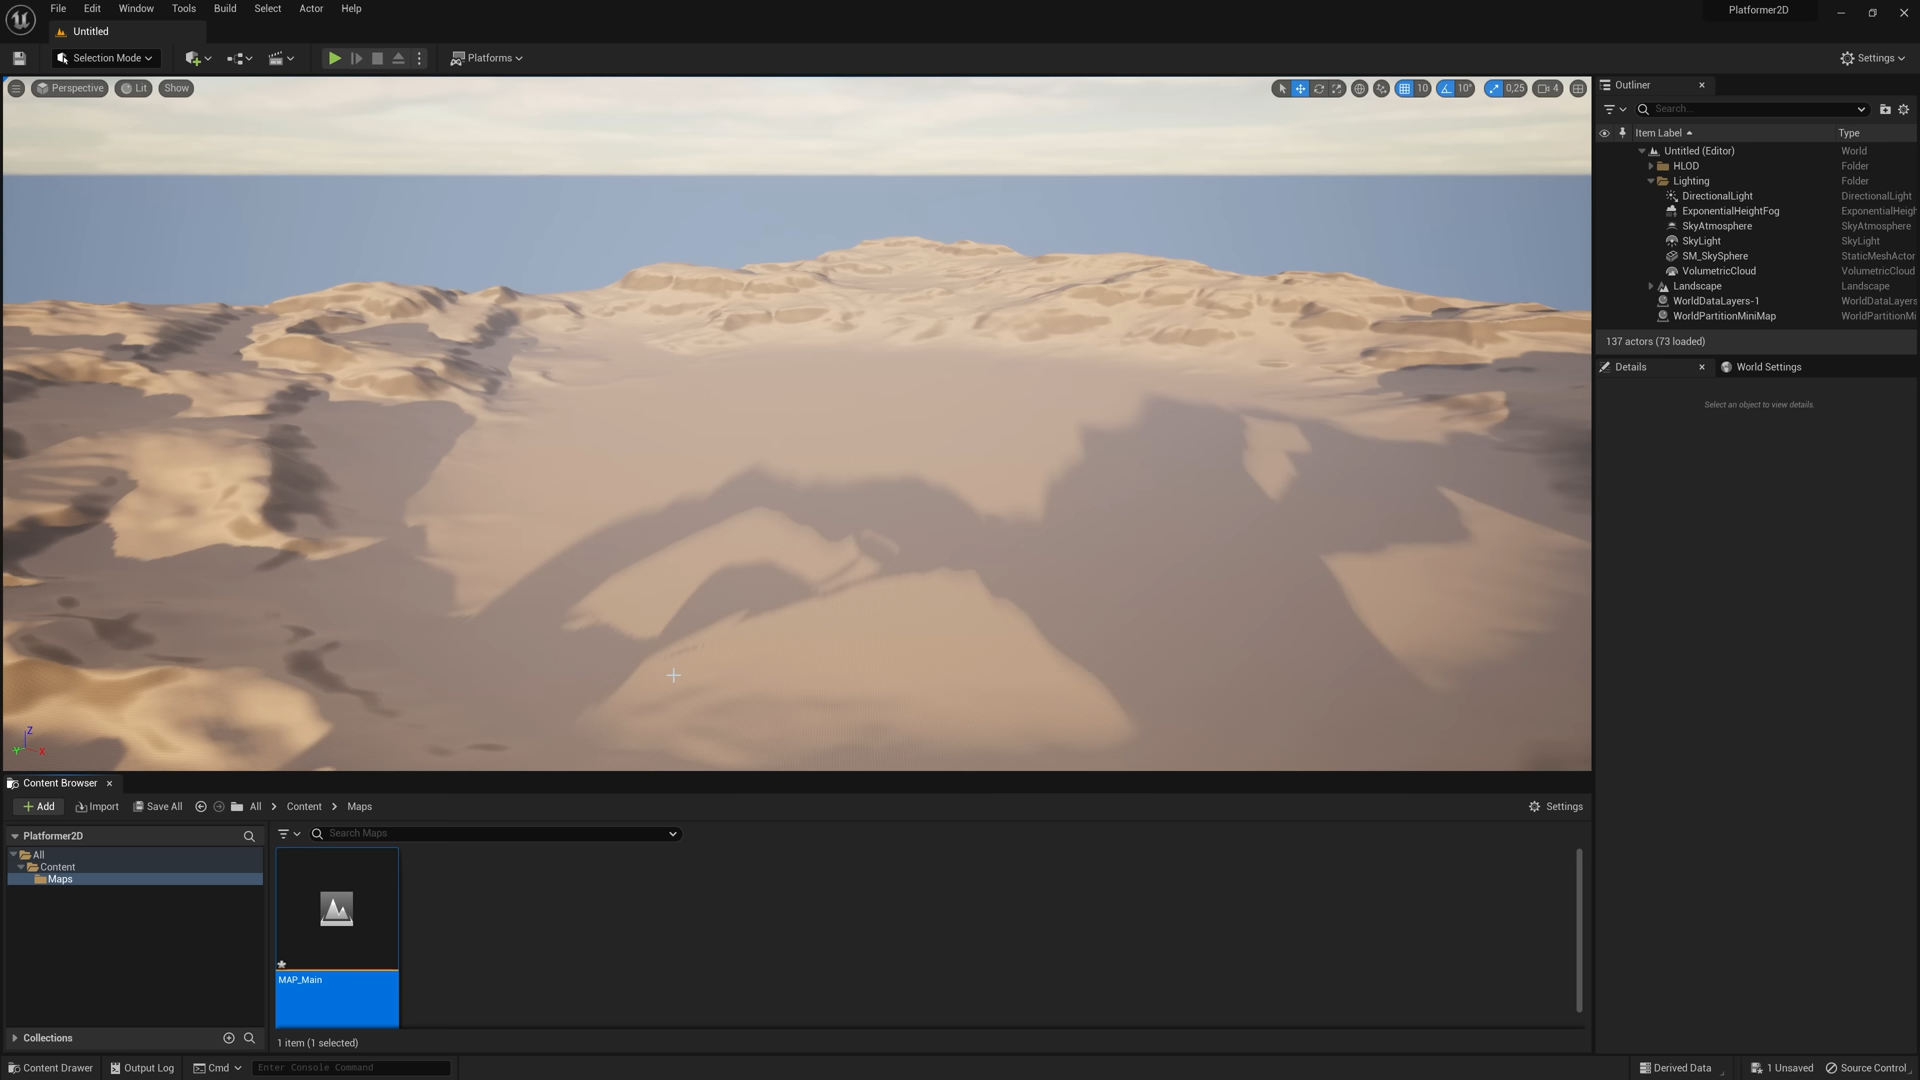 File Edit Window Tools Build Select Actor Help
Platformer2D
Untitled
Selection Mode
Platforms
Settings
Perspective Lit Show
10 10° 0,25 4
Outliner
Search...
Item Label Type
Untitled (Editor) World
HLOD Folder
Lighting Folder
DirectionalLight DirectionalLight
ExponentialHeightFog ExponentialHeigh
SkyAtmosphere SkyAtmosphere
SkyLight SkyLight
SM_SkySphere StaticMeshActor
VolumetricCloud VolumetricCloud
Landscape Landscape
WorldDataLayers-1 WorldDataLayers
WorldPartitionMiniMap WorldPartitionMi
137 actors (73 loaded)
Details World Settings
Select an object to view details.
Z
Y X
Content Browser
Add Import Save All All Content Maps Settings
Platformer2D
Search Maps
All
Content
Maps
MAP_Main
Collections
1 item (1 selected)
Content Drawer Output Log Cmd Enter Console Command Derived Data 1 Unsaved Source Control